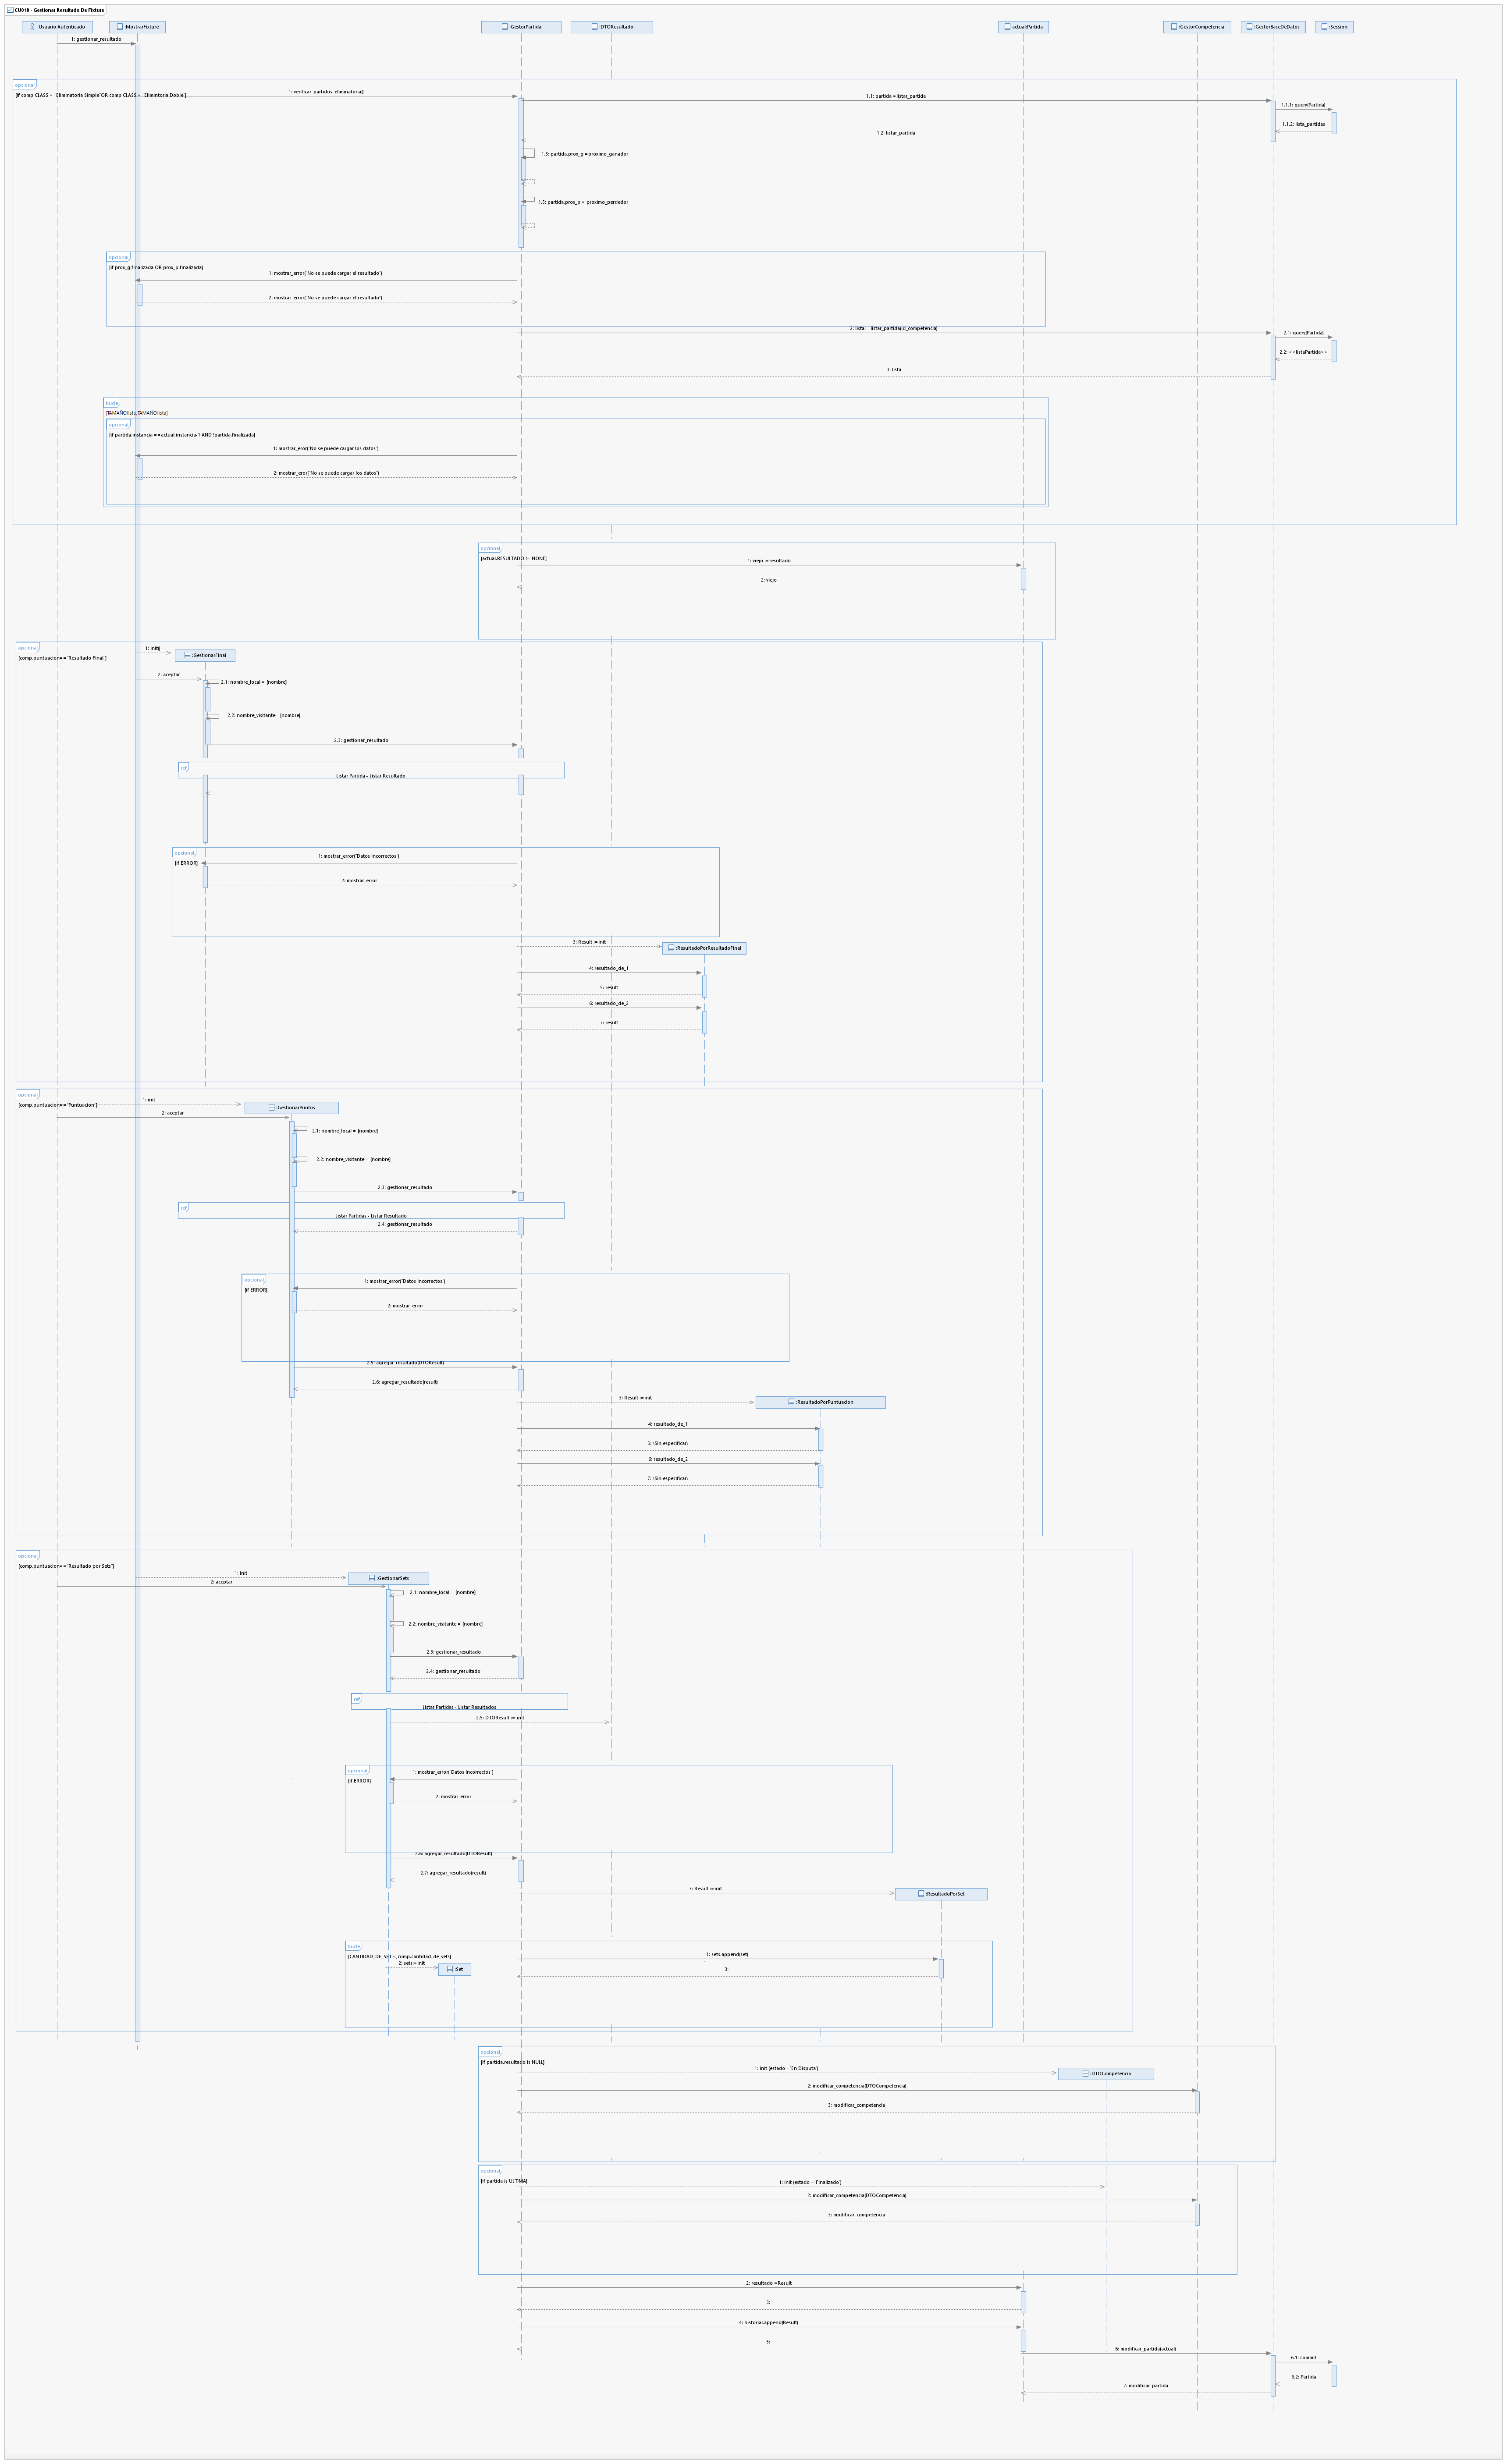 CU018 - Gestionar Resultado De Fixture
:Usuario Autenticado
:MostrarFixture
:GestorPartida
:DTOResultado
actual:Partida
:GestorCompetencia
:GestorBaseDeDatos
:Session
1: gestionar_resultado
opcional
[if comp CLASS = 'Eliminatoria Simple'OR comp CLASS = 'Elimintoria Doble']
1: verificar_partidos_eliminatoria()
1.1: partida =listar_partida
1.1.1: query(Partida)
1.1.2: lista_partidas
1.2: listar_partida
1.3: partida.prox_g =proximo_ganador
1.5: partida.prox_p = proximo_perdedor
opcional
[if prox_g.finalizada OR prox_p.finalizada]
1: mostrar_error('No se puede cargar el resultado')
2: mostrar_error('No se puede cargar el resultado')
2: lista:= listar_partida(id_competencia)
2.1: query(Partida)
2.2: <<listaPartida>>
3: lista
bucle
[TAMAÑOlista,TAMAÑOlista]
opcional
[if partida.instancia ==actual.instancia-1 AND !partida.finalizada]
1: mostrar_eror('No se puede cargar los datos')
2: mostrar_eror('No se puede cargar los datos')
opcional
[actual.RESULTADO != NONE]
1: viejo :=resultado
2: viejo
opcional
[comp.puntuacion== 'Resultado Final']
1: init()
:GestionarFinal
2: aceptar
2.1: nombre_local = [nombre]
2.2: nombre_visitante= [nombre]
2.3: gestionar_resultado
ref
Listar Partida - Listar Resultado
opcional
[if ERROR]
1: mostrar_error('Datos incorrectos')
2: mostrar_error
3: Result :=init
:ResultadoPorResultadoFinal
4: resultado_de_1
5: result
6: resultado_de_2
7: result
opcional
[comp.puntuacion== 'Puntuacion']
1: init
:GestionarPuntos
2: aceptar
2.1: nombre_local = [nombre]
2.2: nombre_visitante = [nombre]
2.3: gestionar_resultado
ref
Listar Partidas - Listar Resultado
2.4: gestionar_resultado
opcional
[if ERROR]
1: mostrar_error('Datos Incorrectos')
2: mostrar_error
2.5: agregar_resultado(DTOResult)
2.6: agregar_resultado(result)
3: Result :=init
:ResultadoPorPuntuacion
4: resultado_de_1
5: \Sin especificar\
6: resultado_de_2
7: \Sin especificar\
opcional
[comp.puntuacion== 'Resultado por Sets']
1: init
:GestionarSets
2: aceptar
2.1: nombre_local = [nombre]
2.2: nombre_visitante = [nombre]
2.3: gestionar_resultado
2.4: gestionar_resultado
ref
Listar Partidas - Listar Resultados
2.5: DTOResult := init
opcional
[if ERROR]
1: mostrar_error('Datos Incorrectos')
2: mostrar_error
2.6: agregar_resultado(DTOResult)
2.7: agregar_resultado(result)
3: Result :=init
:ResultadoPorSet
bucle
[CANTIDAD_DE_SET <,comp.cantidad_de_sets]
1: sets.append(set)
2: sets:=init
:Set
3:
opcional
[if partida.resultado is NULL]
1: init (estado ='En Disputa')
:DTOCompetencia
2: modificar_competencia(DTOCompetencia)
3: modificar_competencia
opcional
[if partida is ULTIMA]
1: init (estado = 'Finalizado')
2: modificar_competencia(DTOCompetencia)
3: modificar_competencia
2: resultado =Result
3:
4: historial.append(Result)
5:
6: modificar_partida(actual)
6.1: commit
6.2: Partida
7: modificar_partida